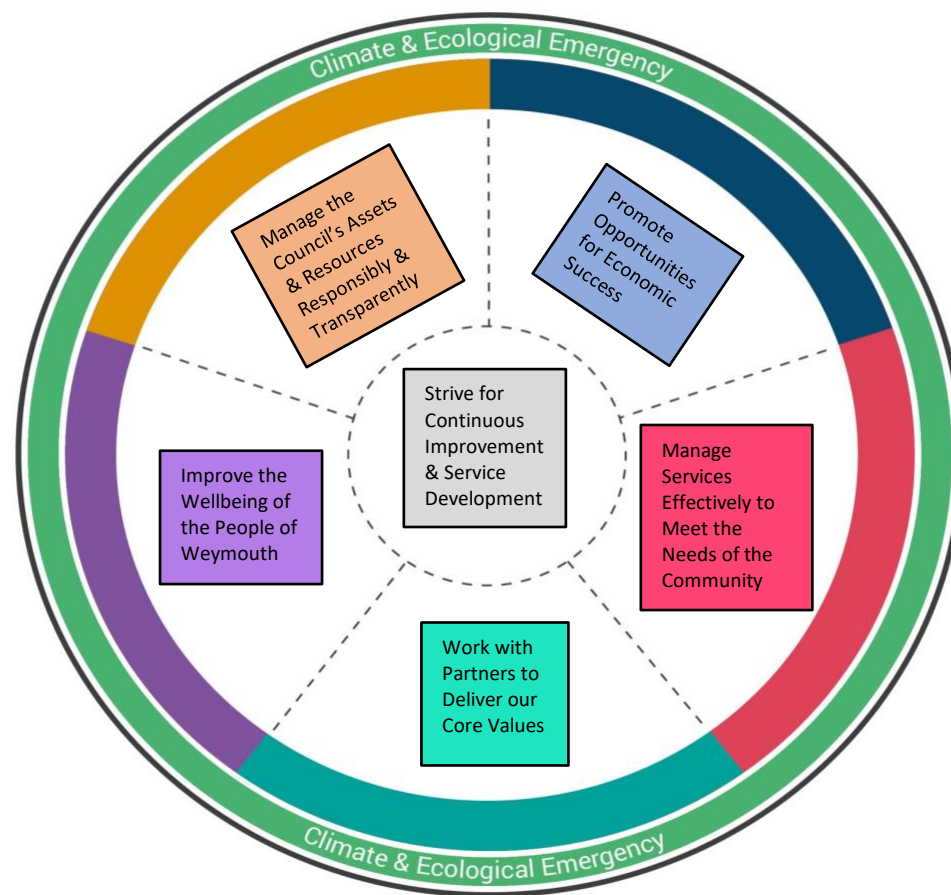 Climate & Ecological Emergency
Manage the
Council's Assets
& Resources
Responsibly &
Transparently
Promote
Opportunities
for Economic
Success
Strive for
Continuous
Improvement
& Service
Development
Improve the
Wellbeing of
the People of
Weymouth
Manage
Services
Effectively to
Meet the
Needs of the
Community
Work with
Partners to
Deliver our
Core Values
Climate & Ecological Emergency